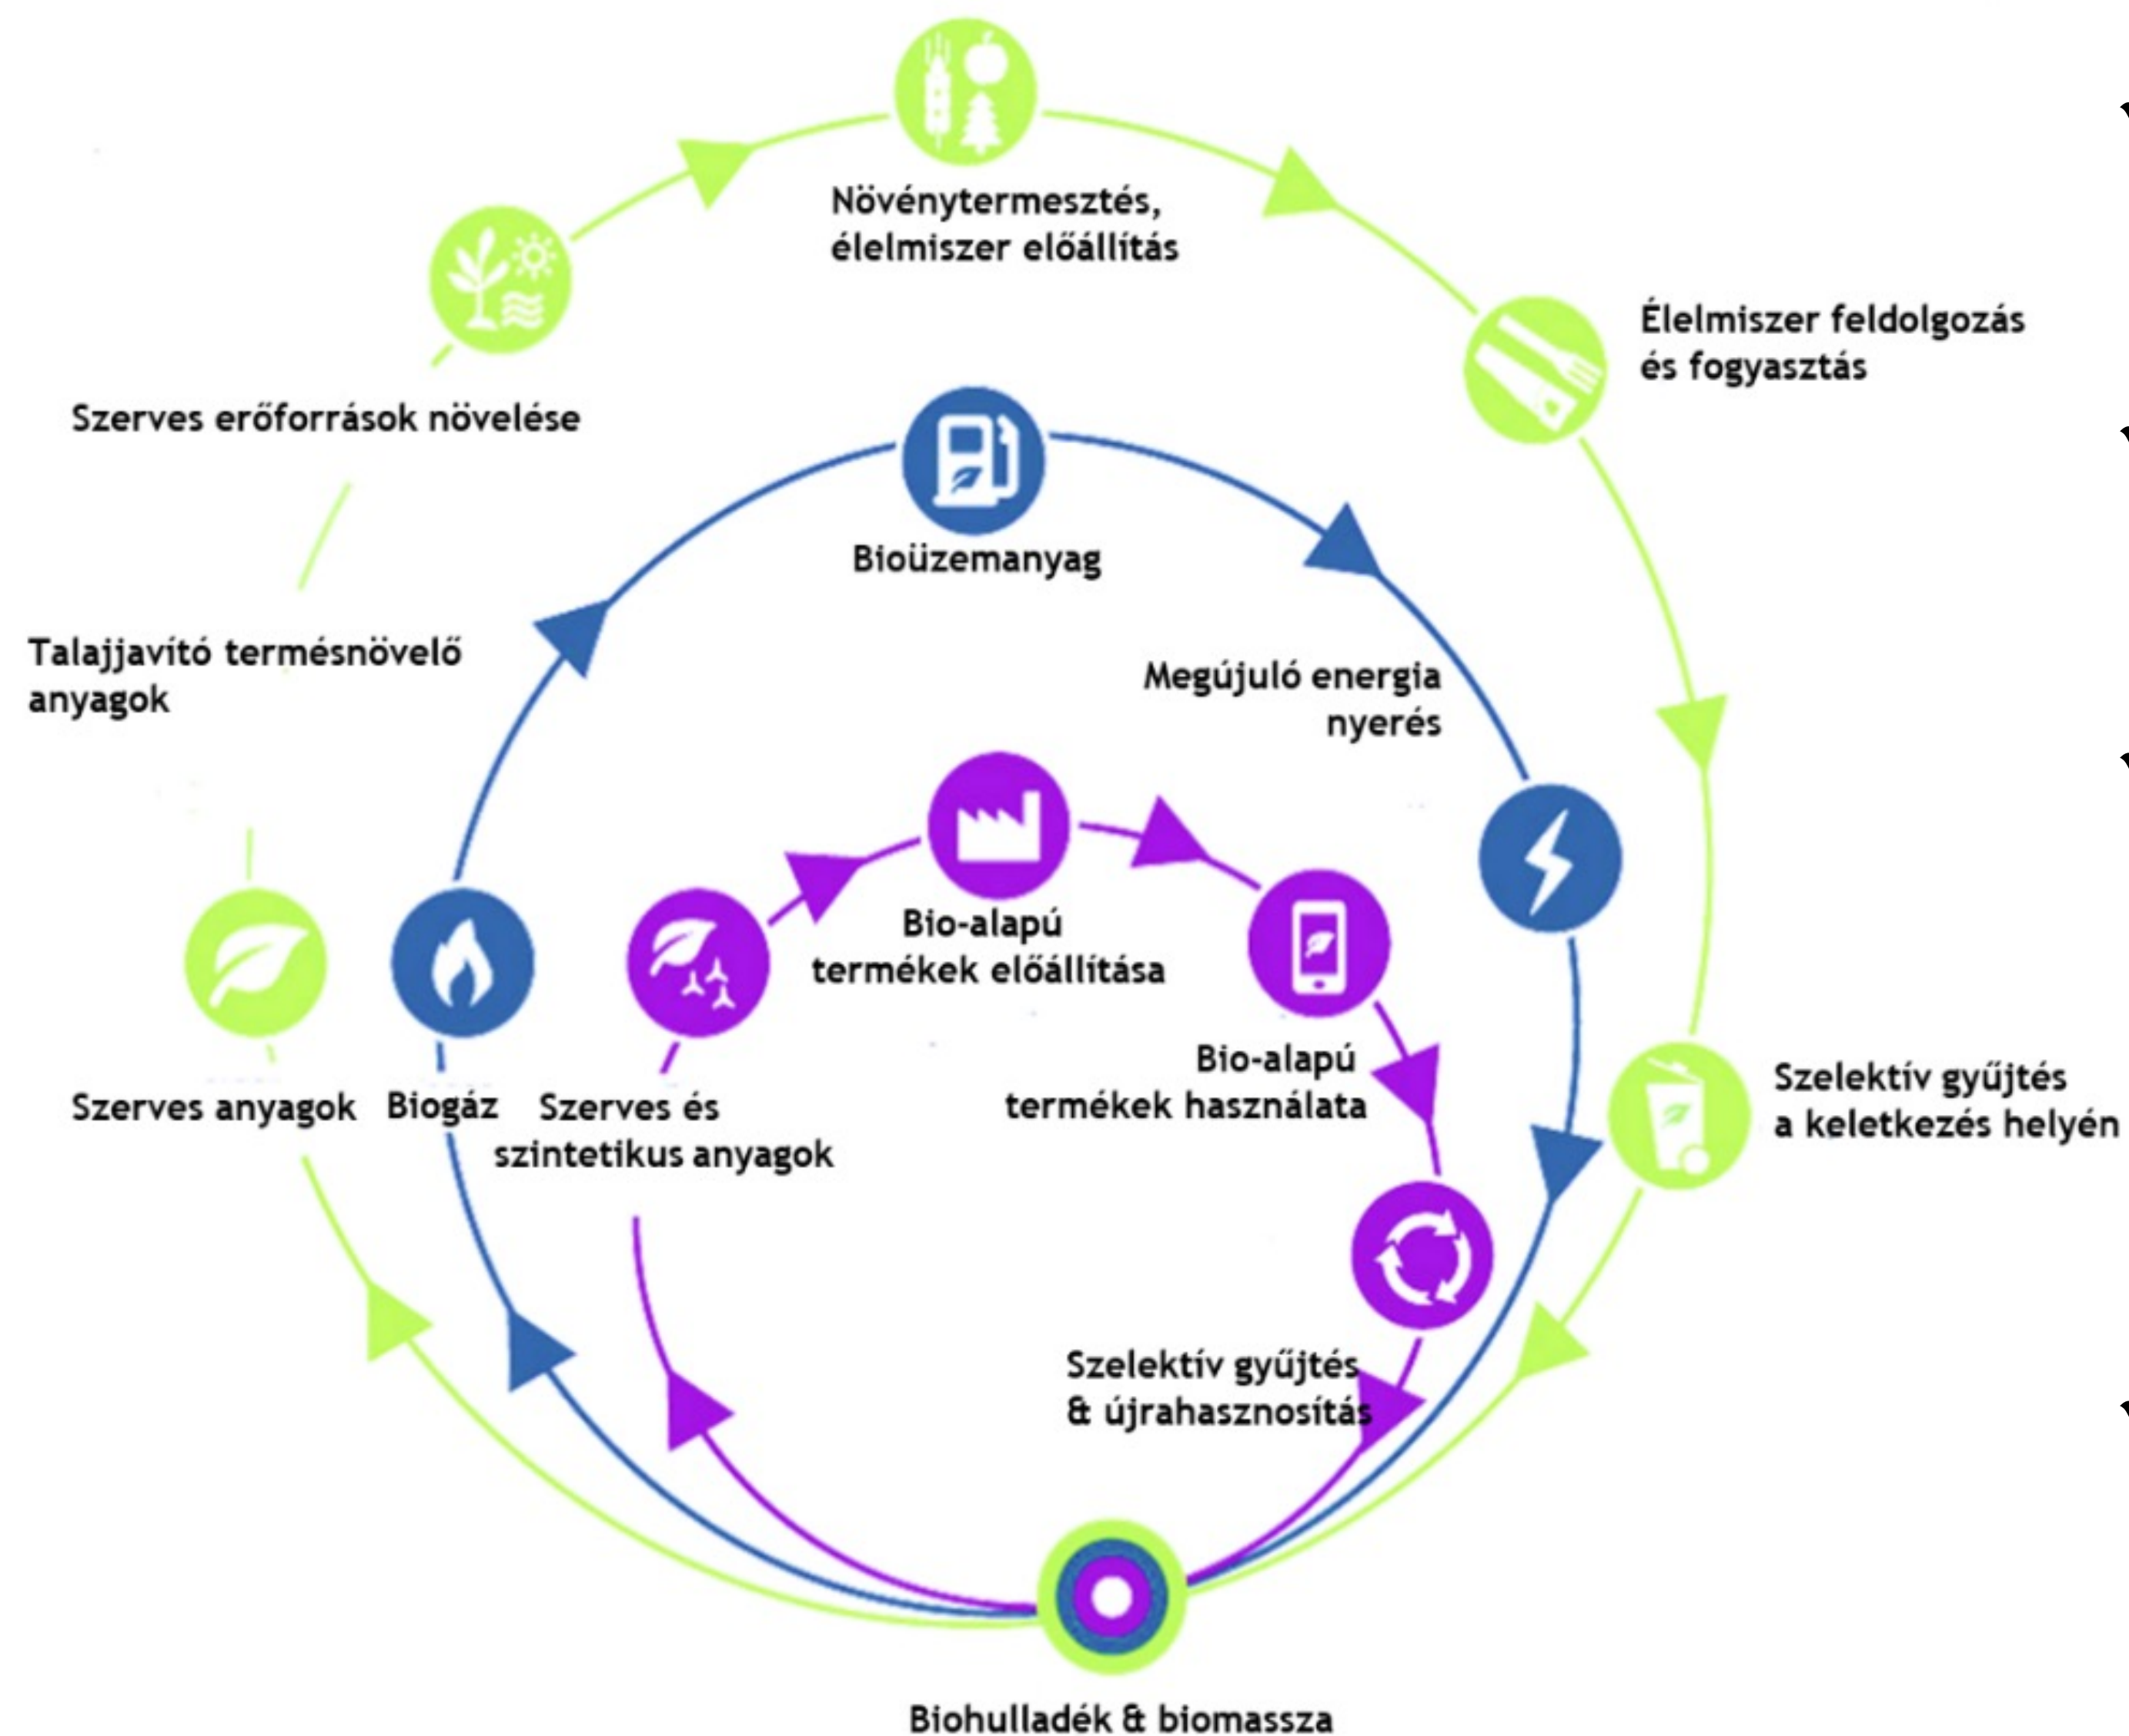 Növénytermesztés,
élelmiszer előállítás
Élelmiszer feldolgozás
és fogyasztás
Szerves erőforrások növelése
Bioüzemanyag
Talajjavító termésnövelő
anyagok
Megújuló energia
nyerés
Bio-alapú
termékek előállítása
Bio-alapú
termékek használata
Szelektív gyűjtés
a keletkezés helyén
Szerves anyagok
Biogáz
Szerves és
szintetikus anyagok
Szelektív gyűjtés
& újrahasznosítás
Biohulladék & biomassza